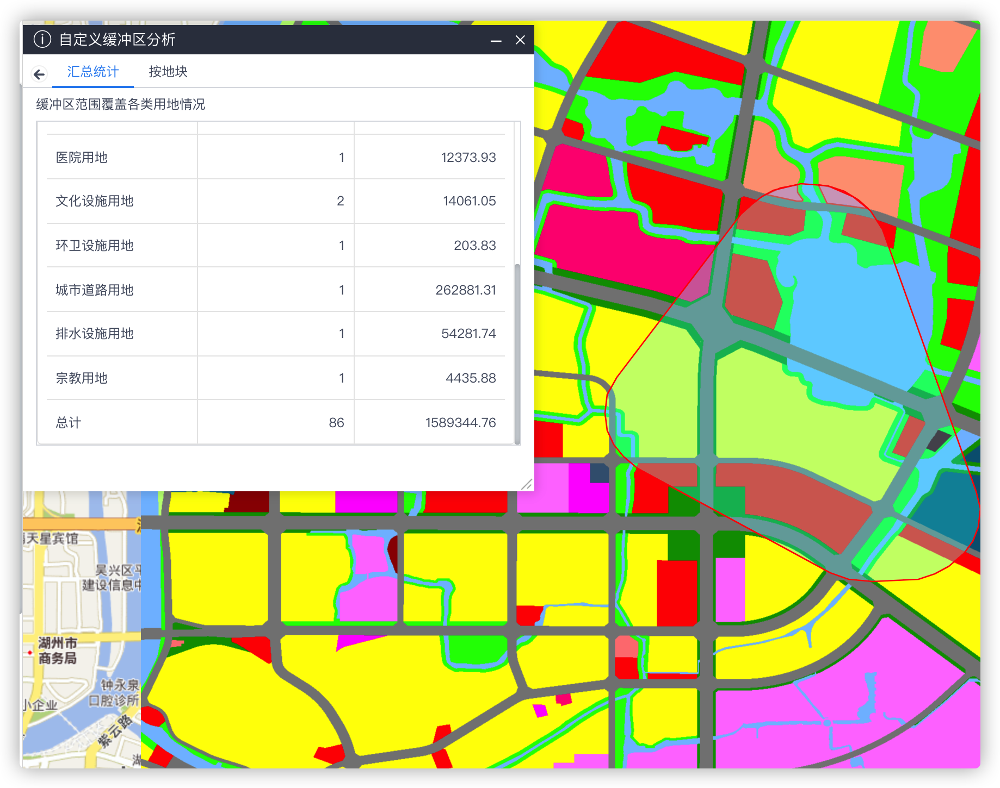 自定义缓冲区分析
汇总统计 按地块
缓冲区范围覆盖各类用地情况
医院用地 1 12373.93
文化设施用地 2 14061.05
环卫设施用地 1 203.83
城市道路用地 1 262881.31
排水设施用地 1 54281.74
宗教用地 1 4435.88
总计 86 1589344.76
天星宾馆
吴兴区
建设信息中
湖州市
商务局
钟永泉
口腔诊所
小企业
紫云路
湖